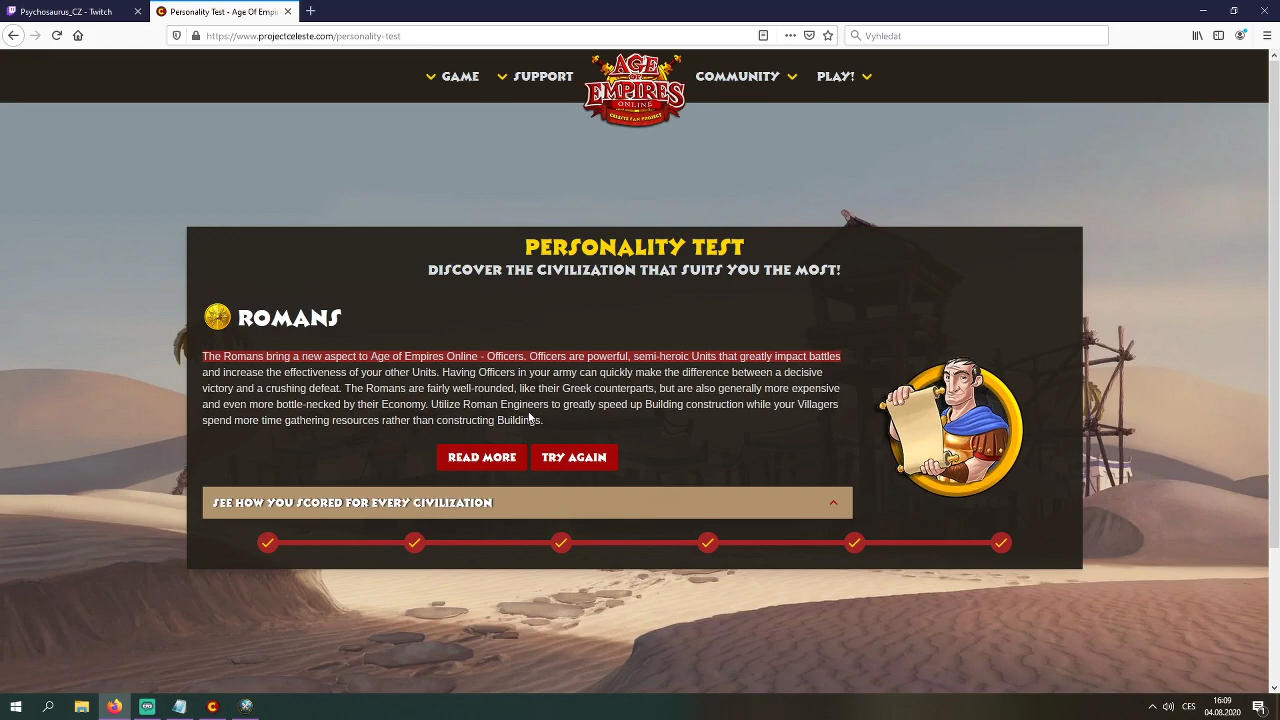 Psychosaurus_CZ - Twitch
Personality Test - Age Of Empi
https://www.projectceleste.com/personality-test
Vyhledat
GAME
SUPPORT
AGE
OF
EMPIRES
ONLINE
CELESTE FAN PROJECT
COMMUNITY
PLAY!
PERSONALITY TEST
DISCOVER THE CIVILIZATION THAT SUITS YOU THE MOST!
ROMANS
The Romans bring a new aspect to Age of Empires Online - Officers. Officers are powerful, semi-heroic Units that greatly impact battles
and increase the effectiveness of your other Units. Having Officers in your army can quickly make the difference between a decisive
victory and a crushing defeat. The Romans are fairly well-rounded, like their Greek counterparts, but are also generally more expensive
and even more bottle-necked by their Economy. Utilize Roman Engineers to greatly speed up Building construction while your Villagers
spend more time gathering resources rather than constructing Buildings.
READ MORE
TRY AGAIN
SEE HOW YOU SCORED FOR EVERY CIVILIZATION
CES
16:09
04.08.2020
1